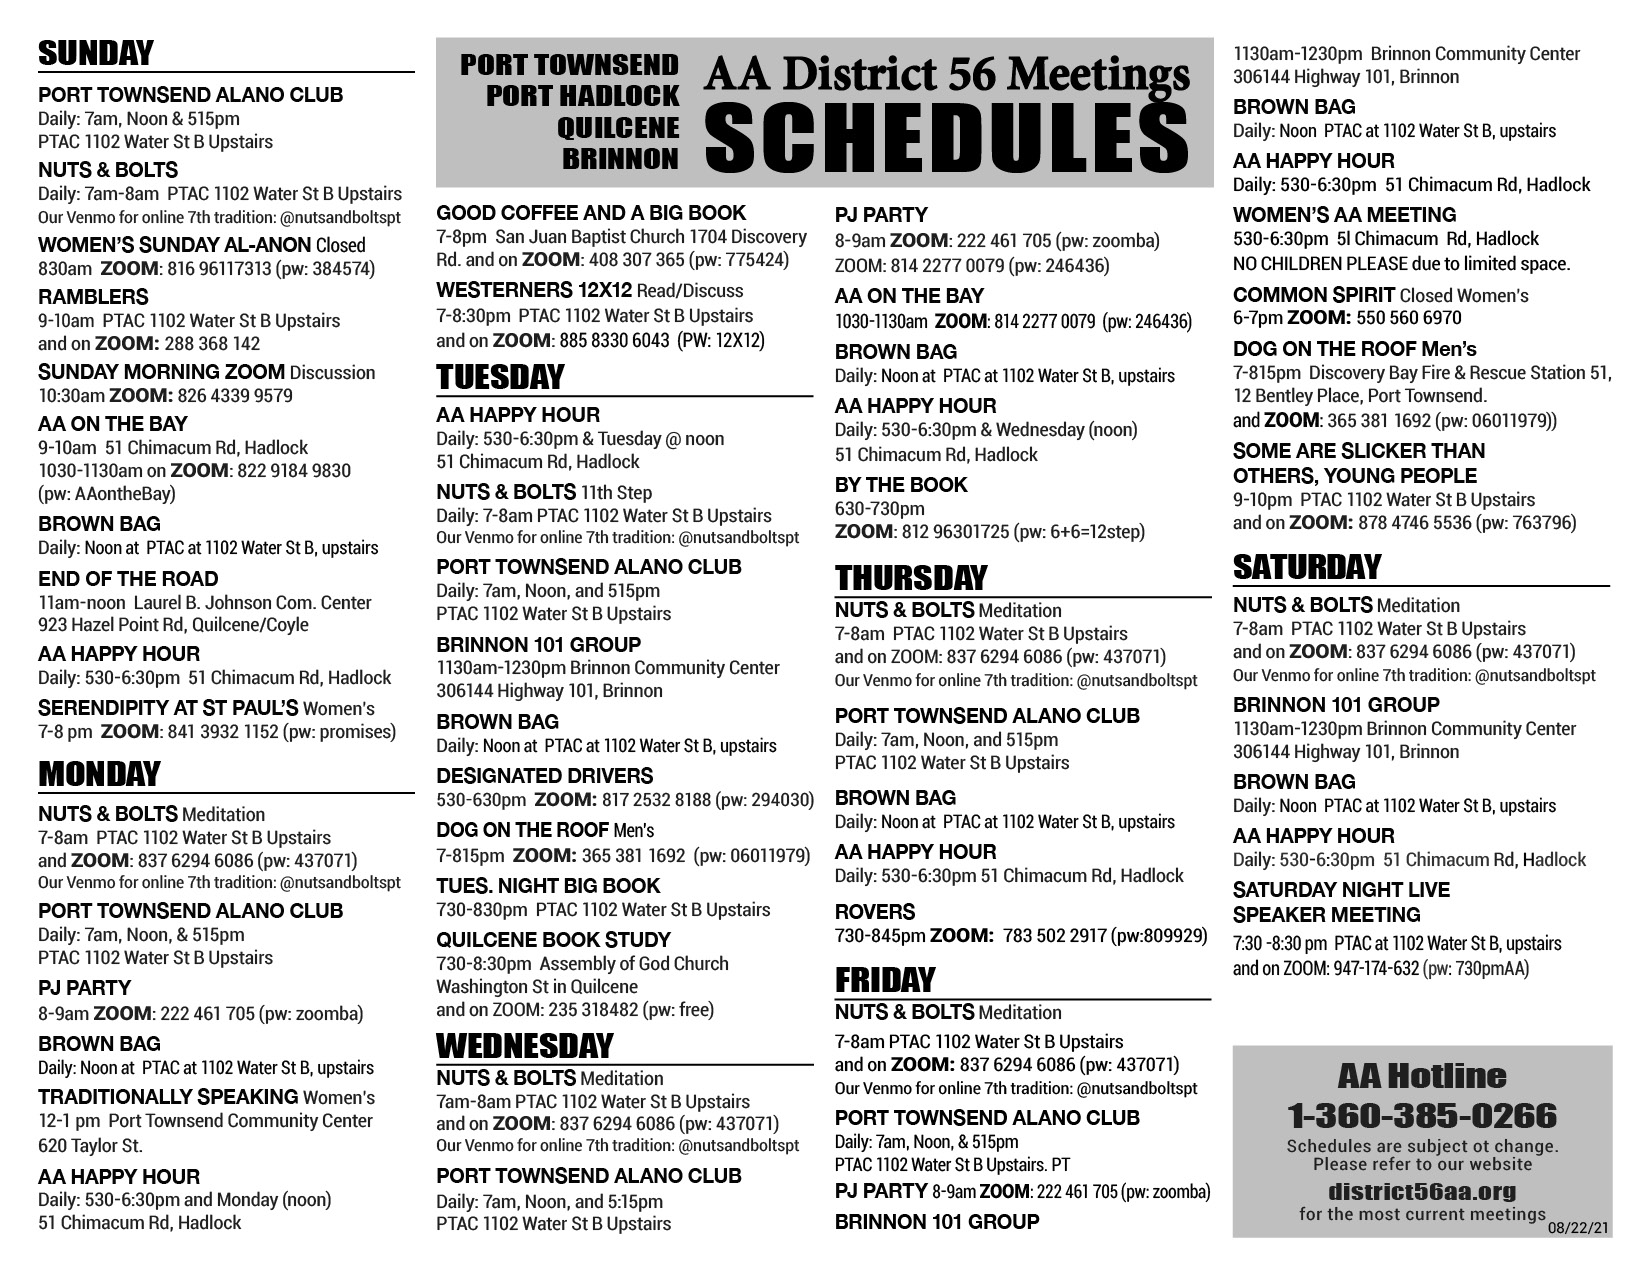 SUNDAY
PORT TOWNSEND ALANO CLUB
Daily: 7am, Noon & 515pm
PTAC 1102 Water St B Upstairs
NUTS & BOLTS
Daily: 7am-8am  PTAC 1102 Water St B Upstairs
Our Venmo for online 7th tradition: @nutsandboltspt
WOMEN'S SUNDAY AL-ANON Closed
830am  ZOOM: 816 96117313 (pw: 384574)
RAMBLERS
9-10am  PTAC 1102 Water St B Upstairs
and on ZOOM: 288 368 142
SUNDAY MORNING ZOOM Discussion
10:30am ZOOM: 826 4339 9579
AA ON THE BAY
9-10am  51 Chimacum Rd, Hadlock
1030-1130am on ZOOM: 822 9184 9830
(pw: AAontheBay)
BROWN BAG
Daily: Noon at  PTAC at 1102 Water St B, upstairs
END OF THE ROAD
11am-noon  Laurel B. Johnson Com. Center
923 Hazel Point Rd, Quilcene/Coyle
AA HAPPY HOUR
Daily: 530-6:30pm  51 Chimacum Rd, Hadlock
SERENDIPITY AT ST PAUL'S Women's
7-8 pm  ZOOM: 841 3932 1152 (pw: promises)
MONDAY
NUTS & BOLTS Meditation
7-8am  PTAC 1102 Water St B Upstairs
and ZOOM: 837 6294 6086 (pw: 437071)
Our Venmo for online 7th tradition: @nutsandboltspt
PORT TOWNSEND ALANO CLUB
Daily: 7am, Noon, & 515pm
PTAC 1102 Water St B Upstairs
PJ PARTY
8-9am ZOOM: 222 461 705 (pw: zoomba)
BROWN BAG
Daily: Noon at  PTAC at 1102 Water St B, upstairs
TRADITIONALLY SPEAKING Women's
12-1 pm  Port Townsend Community Center
620 Taylor St.
AA HAPPY HOUR
Daily: 530-6:30pm and Monday (noon)
51 Chimacum Rd, Hadlock
PORT TOWNSEND
PORT HADLOCK
QUILCENE
BRINNON
AA District 56 Meetings
SCHEDULES
GOOD COFFEE AND A BIG BOOK
7-8pm  San Juan Baptist Church 1704 Discovery
Rd. and on ZOOM: 408 307 365 (pw: 775424)
WESTERNERS 12X12 Read/Discuss
7-8:30pm  PTAC 1102 Water St B Upstairs
and on ZOOM: 885 8330 6043  (PW: 12X12)
TUESDAY
AA HAPPY HOUR
Daily: 530-6:30pm & Tuesday @ noon
51 Chimacum Rd, Hadlock
NUTS & BOLTS 11th Step
Daily: 7-8am PTAC 1102 Water St B Upstairs
Our Venmo for online 7th tradition: @nutsandboltspt
PORT TOWNSEND ALANO CLUB
Daily: 7am, Noon, and 515pm
PTAC 1102 Water St B Upstairs
BRINNON 101 GROUP
1130am-1230pm Brinnon Community Center
306144 Highway 101, Brinnon
BROWN BAG
Daily: Noon at  PTAC at 1102 Water St B, upstairs
DESIGNATED DRIVERS
530-630pm  ZOOM: 817 2532 8188 (pw: 294030)
DOG ON THE ROOF Men's
7-815pm  ZOOM: 365 381 1692  (pw: 06011979)
TUES. NIGHT BIG BOOK
730-830pm  PTAC 1102 Water St B Upstairs
QUILCENE BOOK STUDY
730-8:30pm  Assembly of God Church
Washington St in Quilcene
and on ZOOM: 235 318482 (pw: free)
WEDNESDAY
NUTS & BOLTS Meditation
7am-8am PTAC 1102 Water St B Upstairs
and on ZOOM: 837 6294 6086 (pw: 437071)
Our Venmo for online 7th tradition: @nutsandboltspt
PORT TOWNSEND ALANO CLUB
Daily: 7am, Noon, and 5:15pm
PTAC 1102 Water St B Upstairs
PJ PARTY
8-9am ZOOM: 222 461 705 (pw: zoomba)
ZOOM: 814 2277 0079 (pw: 246436)
AA ON THE BAY
1030-1130am  ZOOM: 814 2277 0079  (pw: 246436)
BROWN BAG
Daily: Noon at  PTAC at 1102 Water St B, upstairs
AA HAPPY HOUR
Daily: 530-6:30pm & Wednesday (noon)
51 Chimacum Rd, Hadlock
BY THE BOOK
630-730pm
ZOOM: 812 96301725 (pw: 6+6=12step)
THURSDAY
NUTS & BOLTS Meditation
7-8am  PTAC 1102 Water St B Upstairs
and on ZOOM: 837 6294 6086 (pw: 437071)
Our Venmo for online 7th tradition: @nutsandboltspt
PORT TOWNSEND ALANO CLUB
Daily: 7am, Noon, and 515pm
PTAC 1102 Water St B Upstairs
BROWN BAG
Daily: Noon at  PTAC at 1102 Water St B, upstairs
AA HAPPY HOUR
Daily: 530-6:30pm 51 Chimacum Rd, Hadlock
ROVERS
730-845pm ZOOM:  783 502 2917 (pw:809929)
FRIDAY
NUTS & BOLTS Meditation
7-8am PTAC 1102 Water St B Upstairs
and on ZOOM: 837 6294 6086 (pw: 437071)
Our Venmo for online 7th tradition: @nutsandboltspt
PORT TOWNSEND ALANO CLUB
Daily: 7am, Noon, & 515pm
PTAC 1102 Water St B Upstairs. PT
PJ PARTY 8-9am ZOOM: 222 461 705 (pw: zoomba)
BRINNON 101 GROUP
1130am-1230pm  Brinnon Community Center
306144 Highway 101, Brinnon
BROWN BAG
Daily: Noon  PTAC at 1102 Water St B, upstairs
AA HAPPY HOUR
Daily: 530-6:30pm  51 Chimacum Rd, Hadlock
WOMEN'S AA MEETING
530-6:30pm  5l Chimacum  Rd, Hadlock
NO CHILDREN PLEASE due to limited space.
COMMON SPIRIT Closed Women's
6-7pm ZOOM: 550 560 6970
DOG ON THE ROOF Men's
7-815pm  Discovery Bay Fire & Rescue Station 51,
12 Bentley Place, Port Townsend.
and ZOOM: 365 381 1692 (pw: 06011979))
SOME ARE SLICKER THAN
OTHERS, YOUNG PEOPLE
9-10pm  PTAC 1102 Water St B Upstairs
and on ZOOM: 878 4746 5536 (pw: 763796)
SATURDAY
NUTS & BOLTS Meditation
7-8am  PTAC 1102 Water St B Upstairs
and on ZOOM: 837 6294 6086 (pw: 437071)
Our Venmo for online 7th tradition: @nutsandboltspt
BRINNON 101 GROUP
1130am-1230pm Brinnon Community Center
306144 Highway 101, Brinnon
BROWN BAG
Daily: Noon  PTAC at 1102 Water St B, upstairs
AA HAPPY HOUR
Daily: 530-6:30pm  51 Chimacum Rd, Hadlock
SATURDAY NIGHT LIVE
SPEAKER MEETING
7:30 -8:30 pm  PTAC at 1102 Water St B, upstairs
and on ZOOM: 947-174-632 (pw: 730pmAA)
AA Hotline
1-360-385-0266
Schedules are subject ot change.
Please refer to our website
district56aa.org
for the most current meetings
08/22/21